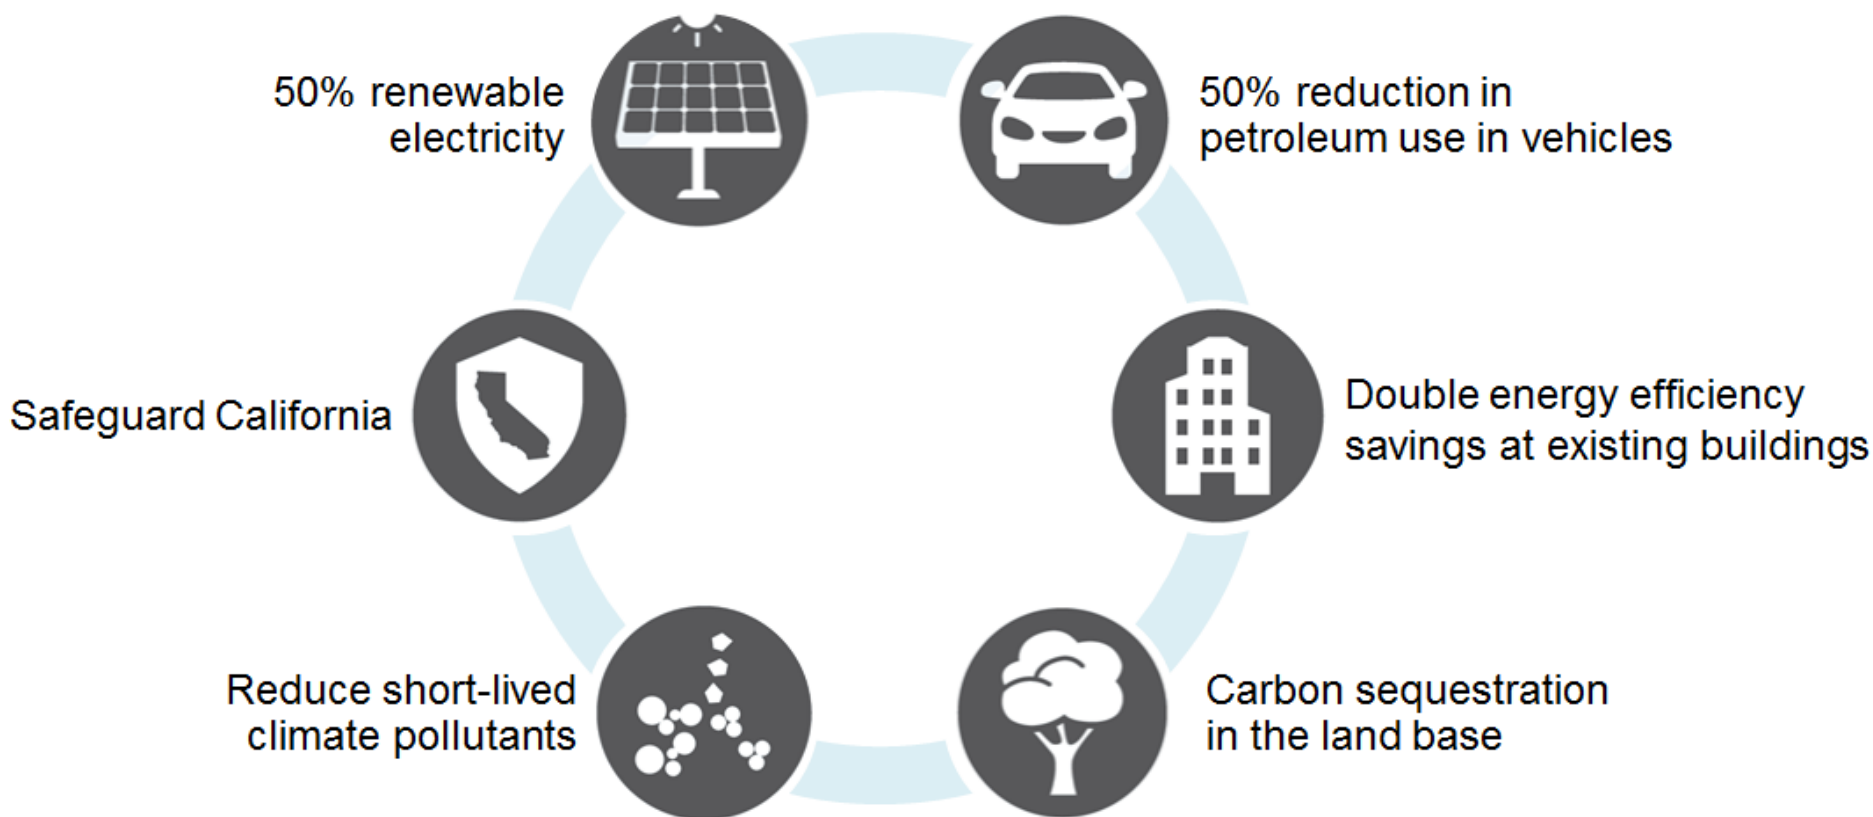 50% renewable
electricity
50% reduction in
petroleum use in vehicles
Safeguard California
Double energy efficiency
savings at existing buildings
Reduce short-lived
climate pollutants
Carbon sequestration
in the land base